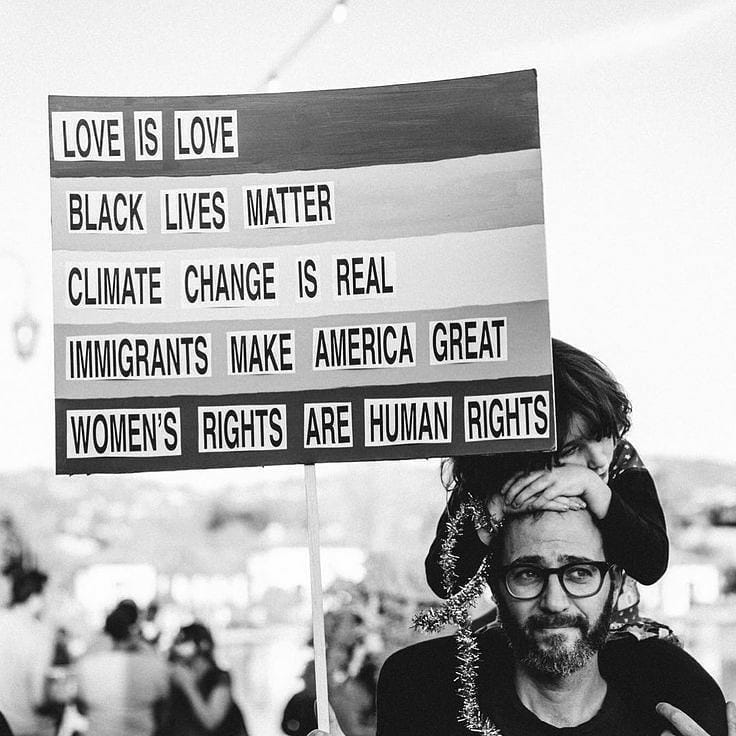 LOVE IS LOVE
BLACK LIVES MATTER
CLIMATE CHANGE IS REAL
IMMIGRANTS MAKE AMERICA GREAT
WOMEN'S RIGHTS ARE HUMAN RIGHTS